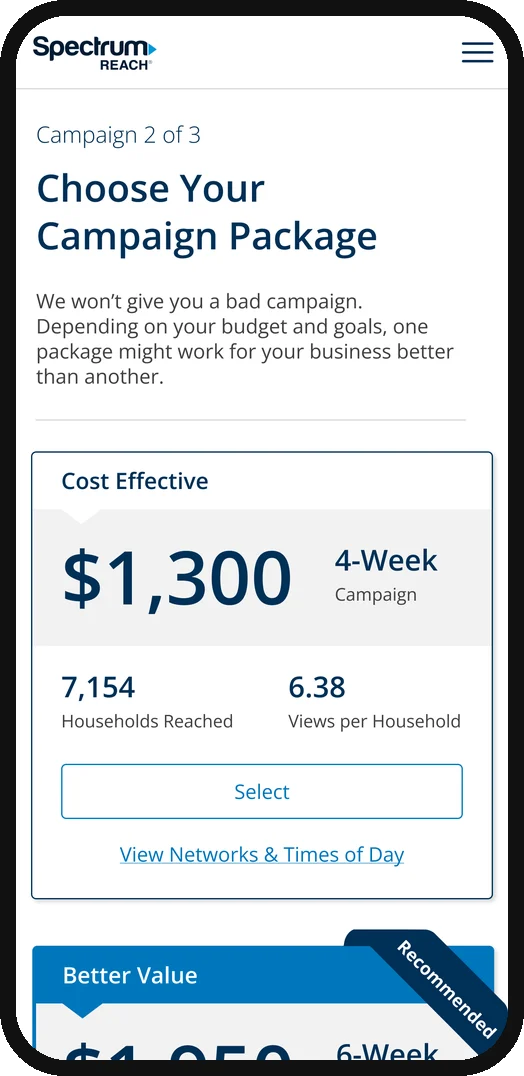 Spectrum
REACH®
Campaign 2 of 3
Choose Your
Campaign Package
We won’t give you a bad campaign.
Depending on your budget and goals, one
package might work for your business better
than another.
Cost Effective
$1,300
4-Week
Campaign
7,154
Households Reached
6.38
Views per Household
Select
View Networks & Times of Day
Recommended
Better Value
6-Week